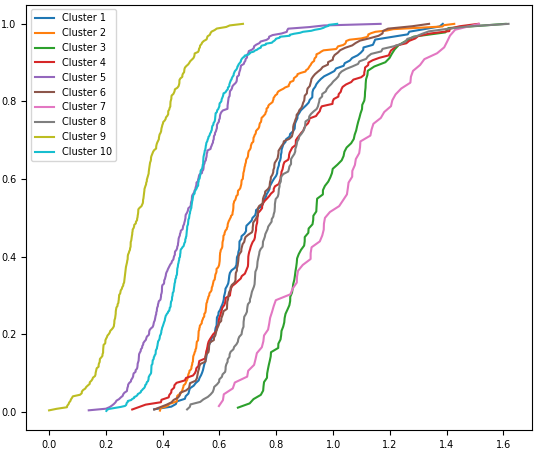 1.0
0.8
0.6
0.4
0.2
0.0
Cluster 1
Cluster 2
Cluster 3
Cluster 4
Cluster 5
Cluster 6
Cluster 7
Cluster 8
Cluster 9
Cluster 10
0.0 0.2 0.4 0.6 0.8 1.0 1.2 1.4 1.6